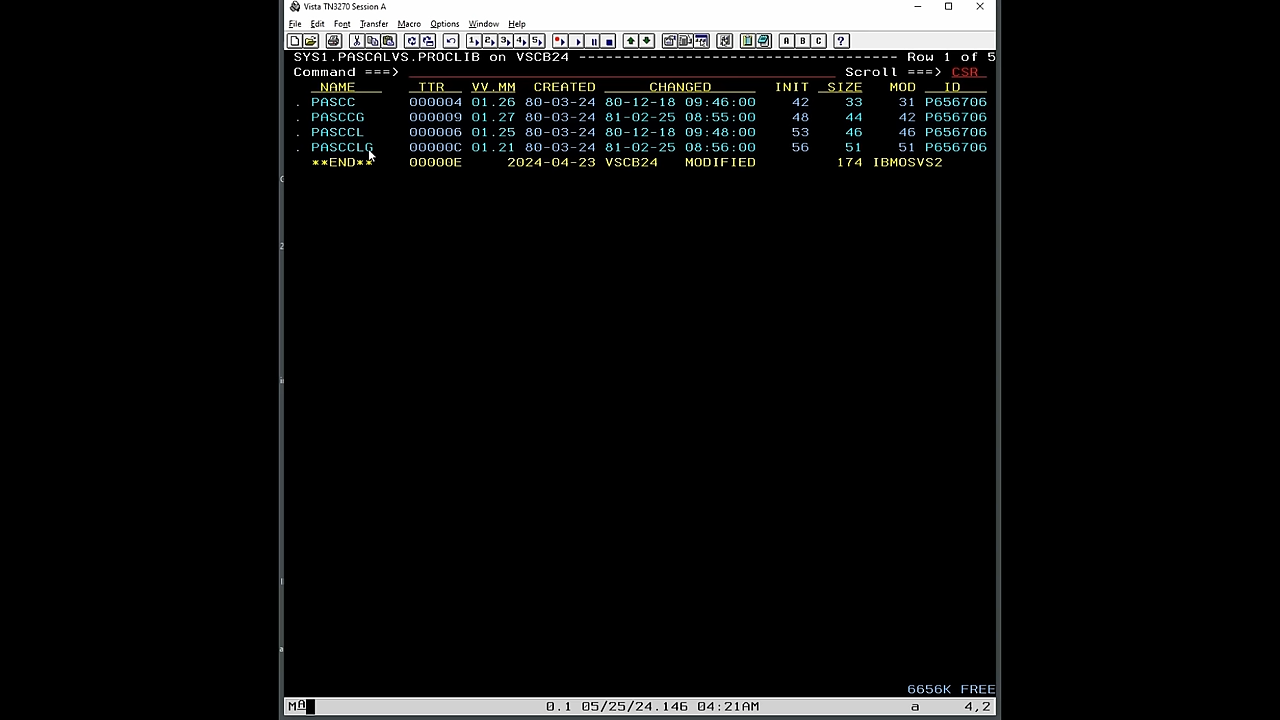 Vista TN3270 Session A
File Edit Font Transfer Macro Options Window Help
1 2 3 4 5 A B C ?
SYS1.PASCALVS.PROCLIB on VSCB24 ------------------------------------ Row 1 of 5
Command ===> Scroll ===> CSR
NAME TTR VV.MM CREATED CHANGED INIT SIZE MOD ID
. PASCC 000004 01.26 80-03-24 80-12-18 09:46:00 42 33 31 P656706
. PASCCG 000009 01.27 80-03-24 81-02-25 08:55:00 48 44 42 P656706
. PASCCL 000006 01.25 80-03-24 80-12-18 09:48:00 53 46 46 P656706
. PASCCLG 00000C 01.21 80-03-24 81-02-25 08:56:00 56 51 51 P656706
**END** 00000E 2024-04-23 VSCB24 MODIFIED 174 IBMOSVS2
6656K FREE
MA 0.1 05/25/24.146 04:21AM a 4,2